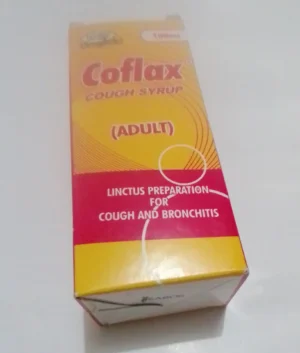 Coflax
COUGH SYRUP
(ADULT)
LINCTUS PREPARATION
FOR
COUGH AND BRONCHITIS